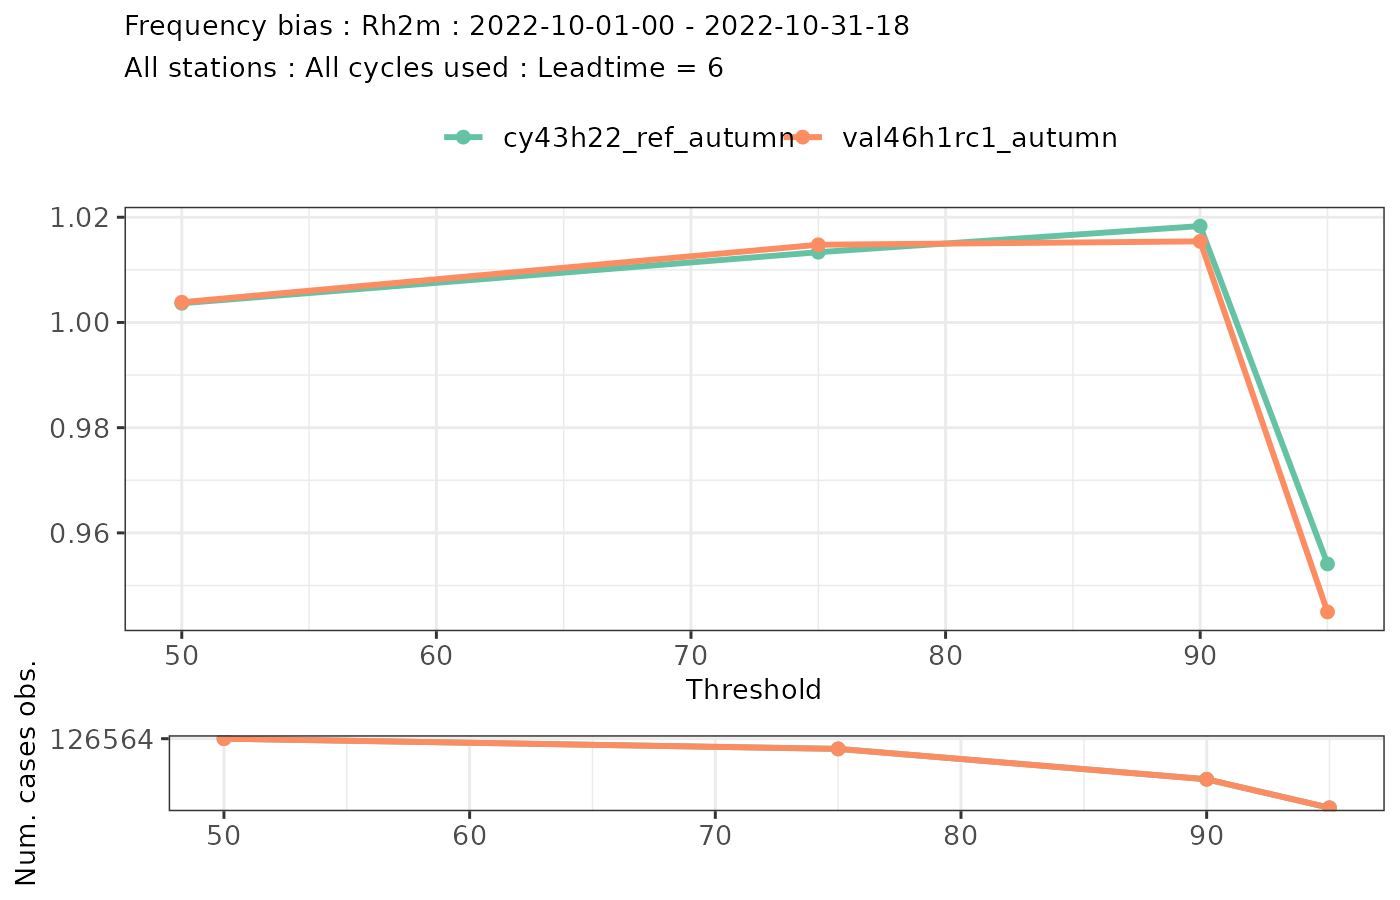 Frequency bias : Rh2m : 2022-10-01-00 - 2022-10-31-18
All stations : All cycles used : Leadtime = 6
cy43h22_ref_autumn val46h1rc1_autumn
1.02
1.00
0.98
0.96
50 60 70 80 90
Threshold
Num. cases obs.
126564
50 60 70 80 90